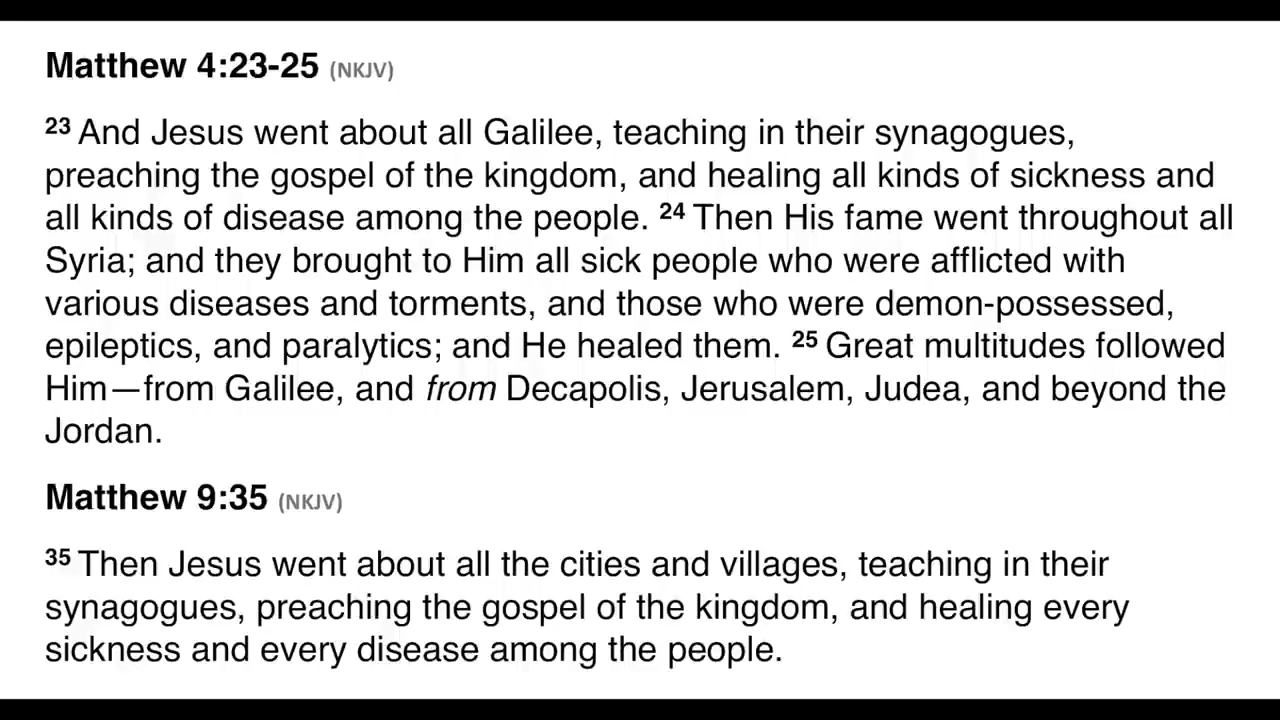 Matthew 4:23-25 (NKJV)
23 And Jesus went about all Galilee, teaching in their synagogues,
preaching the gospel of the kingdom, and healing all kinds of sickness and
all kinds of disease among the people. 24 Then His fame went throughout all
Syria; and they brought to Him all sick people who were afflicted with
various diseases and torments, and those who were demon-possessed,
epileptics, and paralytics; and He healed them. 25 Great multitudes followed
Him—from Galilee, and from Decapolis, Jerusalem, Judea, and beyond the
Jordan.
Matthew 9:35 (NKJV)
35 Then Jesus went about all the cities and villages, teaching in their
synagogues, preaching the gospel of the kingdom, and healing every
sickness and every disease among the people.